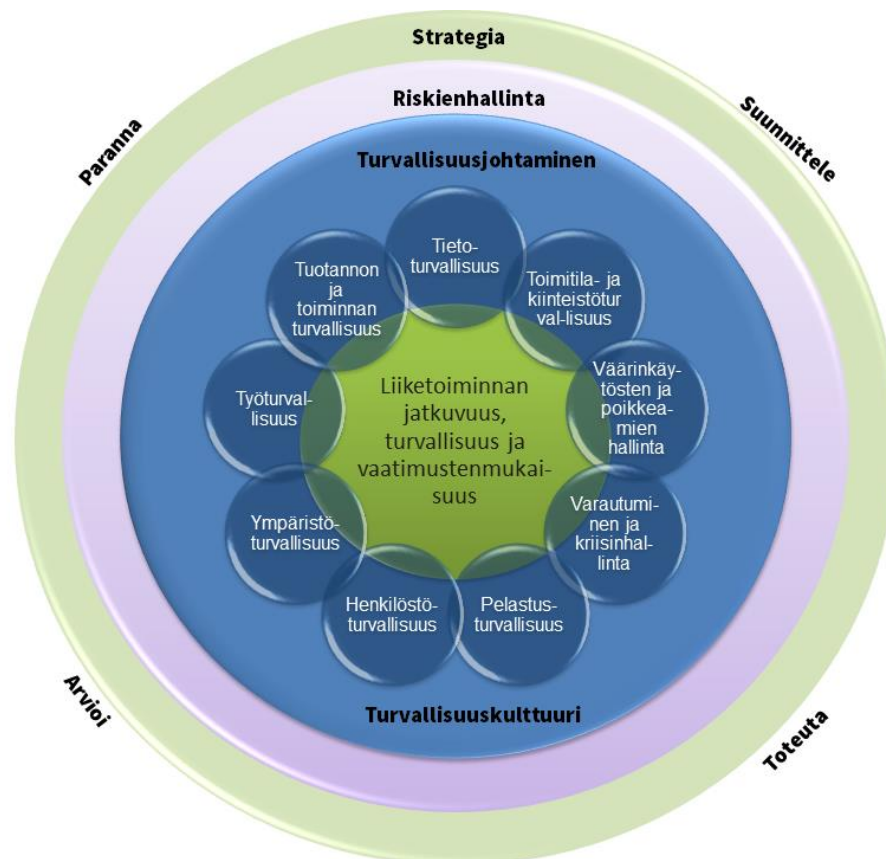 Strategia
Riskienhallinta
Turvallisuusjohtaminen
Paranna
Suunnittele
Tieto-
turvallisuus
Toimitila- ja
kiinteistötur
val-lisuus
Väärinkäy-
tösten ja
poikkea-
mien
hallinta
Varautumi-
nen ja
kriisinhal-
linta
Pelastus-
turvallisuus
Henkilöstö-
turvallisuus
Ympäristö-
turvallisuus
Työturval-
lisuus
Tuotannon
ja
toiminnan
turvallisuus
Liiketoiminnan
jatkuvuus,
turvallisuus ja
vaatimustenmukai-
suus
Turvallisuuskulttuuri
Arvioi
Toteuta